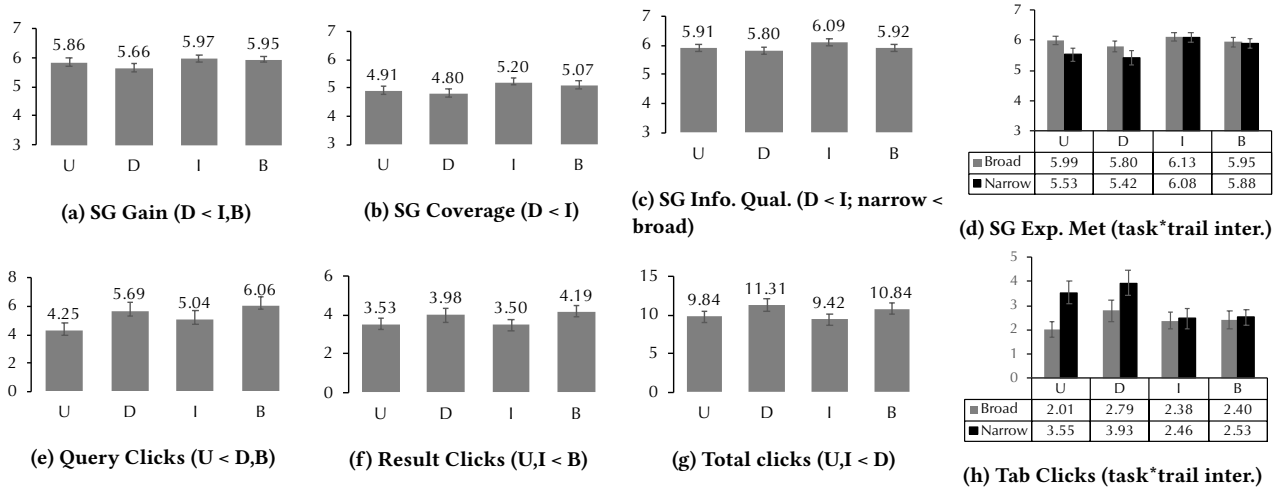 7
6
5
4
3
5.86 5.66 5.97 5.95
U D I B
(a) SG Gain (D < I,B)
7
6
5
4
3
4.91 4.80 5.20 5.07
U D I B
(b) SG Coverage (D < I)
7
6
5
4
3
5.91 5.80 6.09 5.92
U D I B
(c) SG Info. Qual. (D < I; narrow <
broad)
7
6
5
4
3
U D I B
Broad 5.99 5.80 6.13 5.95
Narrow 5.53 5.42 6.08 5.88
(d) SG Exp. Met (task*trail inter.)
8
6
4
2
0
4.25 5.69 5.04 6.06
U D I B
(e) Query Clicks (U < D,B)
6
4
2
0
3.53 3.98 3.50 4.19
U D I B
(f) Result Clicks (U,I < B)
15
10
5
0
9.84 11.31 9.42 10.84
U D I B
(g) Total clicks (U,I < D)
5
4
3
2
1
0
U D I B
Broad 2.01 2.79 2.38 2.40
Narrow 3.55 3.93 2.46 2.53
(h) Tab Clicks (task*trail inter.)